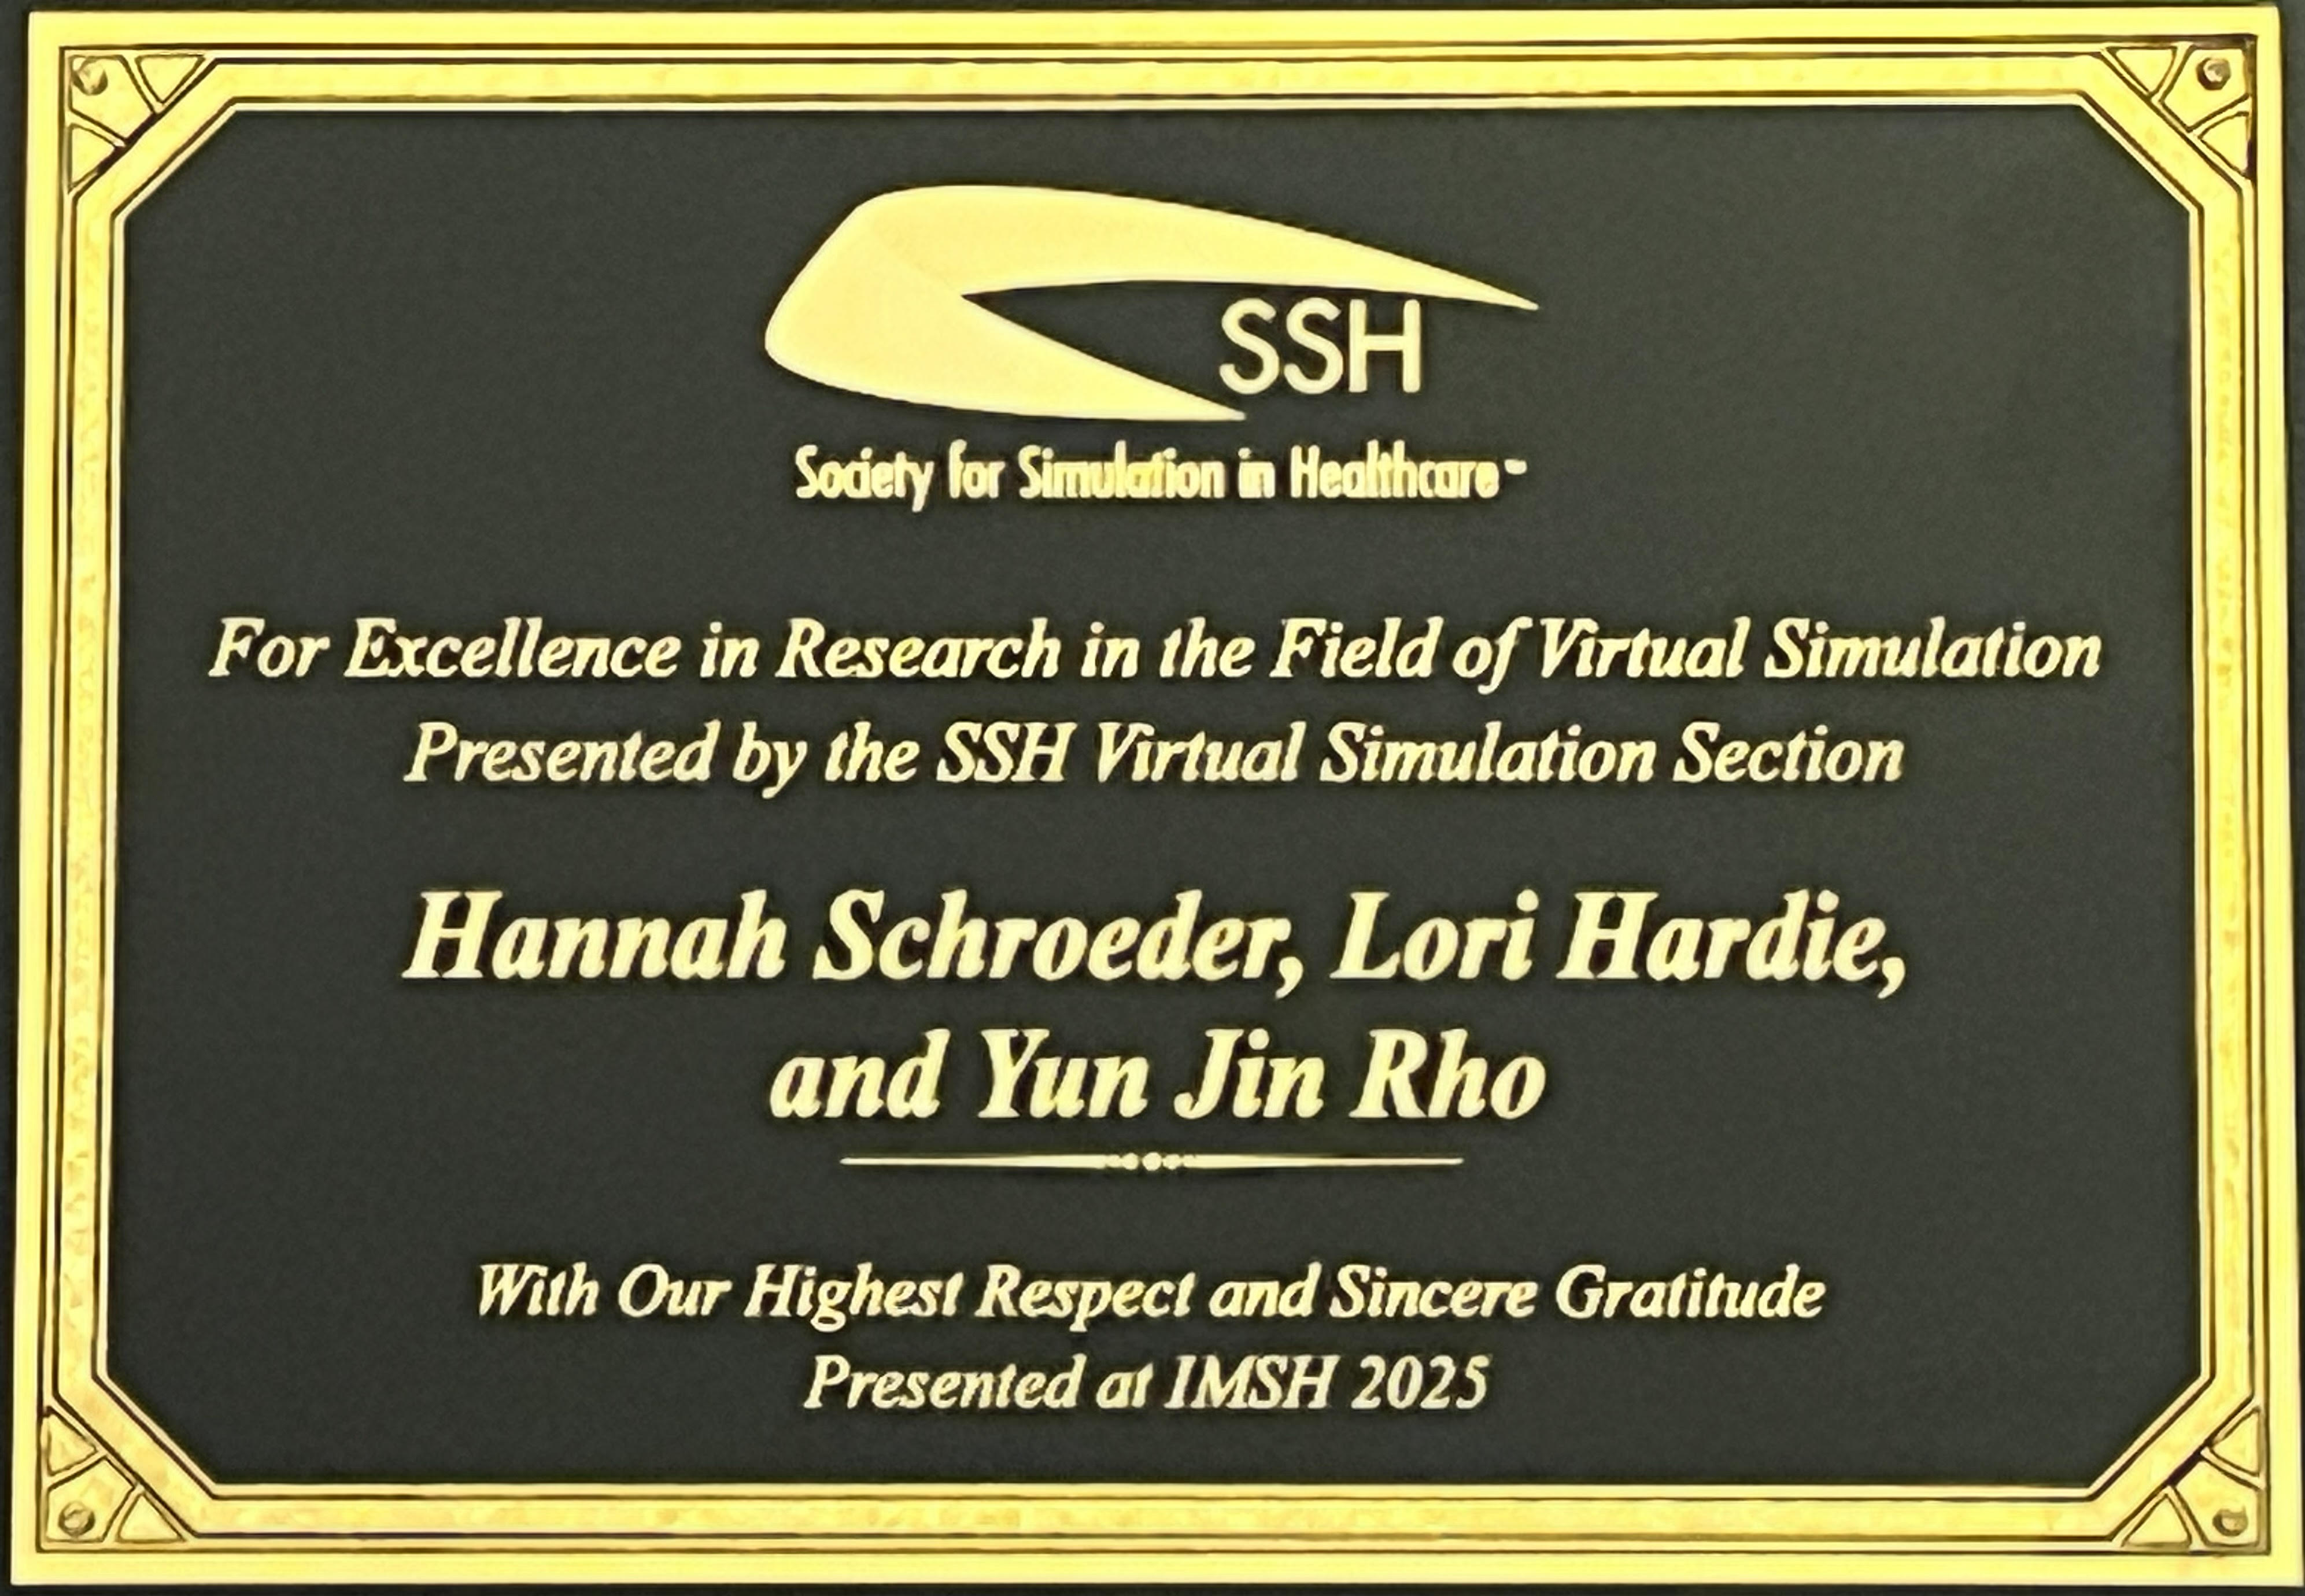 SSH
Society for Simulation in Healthcare™
For Excellence in Research in the Field of Virtual Simulation
Presented by the SSH Virtual Simulation Section
Hannah Schroeder, Lori Hardie,
and Yun Jin Rho
With Our Highest Respect and Sincere Gratitude
Presented at IMSH 2025